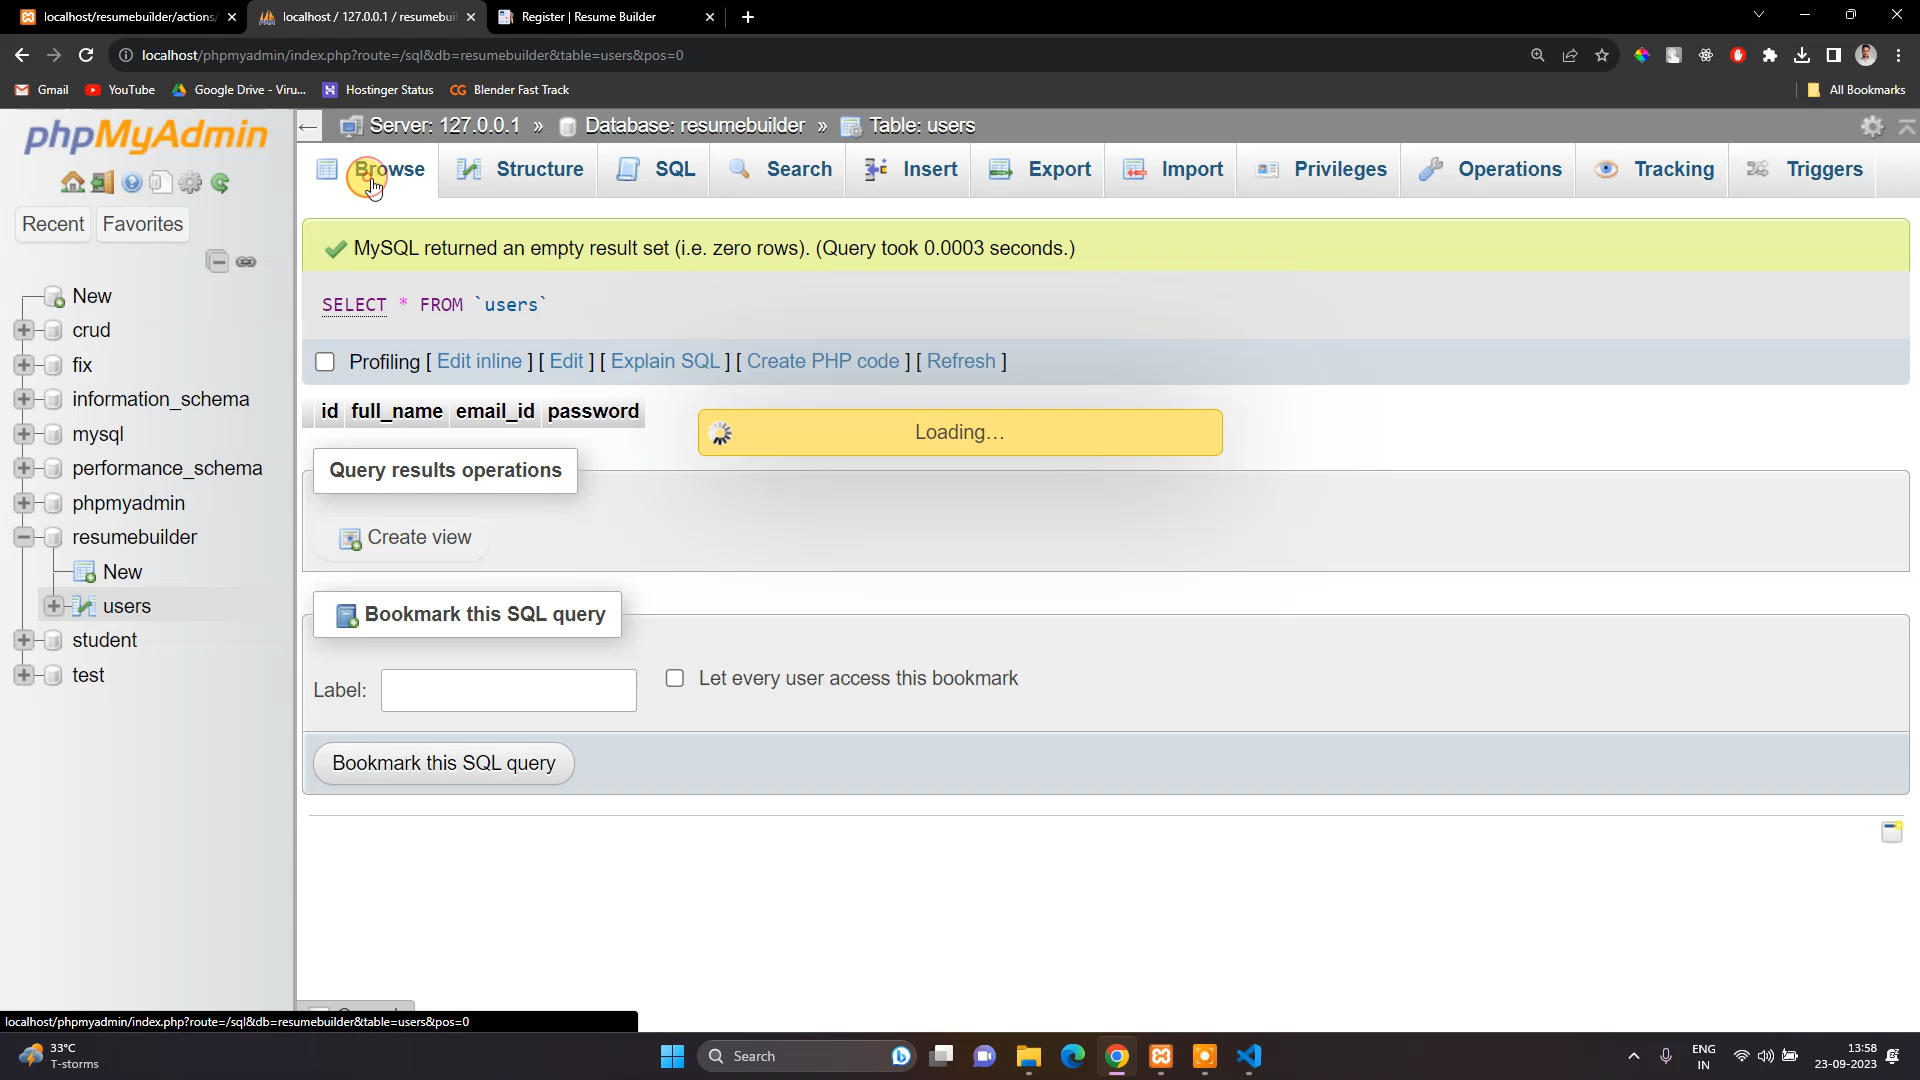 localhost/resumebuilder/actions/
localhost / 127.0.0.1 / resumebui
Register | Resume Builder
localhost/phpmyadmin/index.php?route=/sql&db=resumebuilder&table=users&pos=0
Gmail
YouTube
Google Drive - Viru...
Hostinger Status
CG Blender Fast Track
All Bookmarks
phpMyAdmin
Server: 127.0.0.1 » Database: resumebuilder » Table: users
Browse
Structure
SQL
Search
Insert
Export
Import
Privileges
Operations
Tracking
Triggers
Recent
Favorites
MySQL returned an empty result set (i.e. zero rows). (Query took 0.0003 seconds.)
SELECT * FROM `users`
Profiling [ Edit inline ] [ Edit ] [ Explain SQL ] [ Create PHP code ] [ Refresh ]
id full_name email_id password
Loading…
Query results operations
Create view
Bookmark this SQL query
Label:
Let every user access this bookmark
Bookmark this SQL query
New
crud
fix
information_schema
mysql
performance_schema
phpmyadmin
resumebuilder
New
users
student
test
localhost/phpmyadmin/index.php?route=/sql&db=resumebuilder&table=users&pos=0
33°C
T-storms
Search
ENG
IN
13:58
23-09-2023